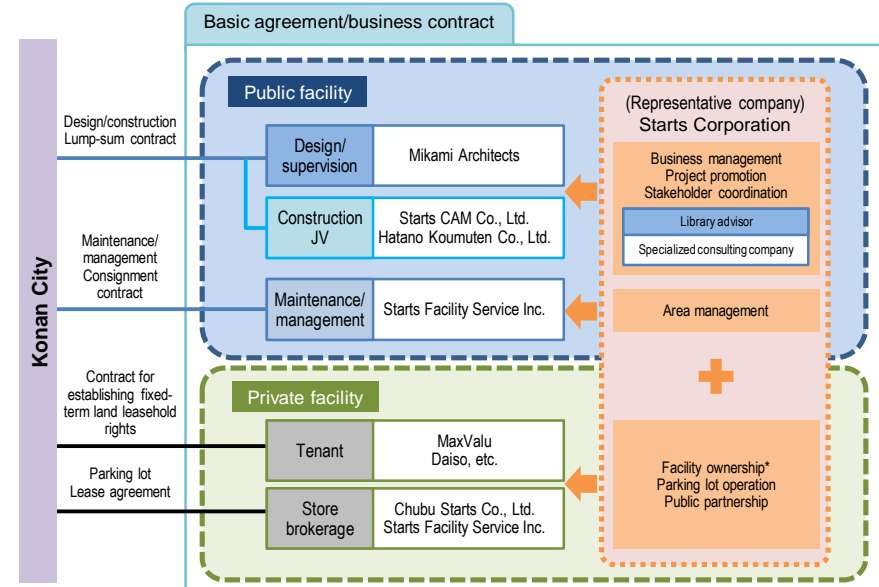 Basic agreement/business contract
Konan City
Design/construction
Lump-sum contract
Maintenance/
management
Consignment
contract
Contract for
establishing fixed-
term land leasehold
rights
Parking lot
Lease agreement
Public facility
Design/
supervision
Mikami Architects
Construction
JV
Starts CAM Co., Ltd.
Hatano Koumuten Co., Ltd.
Maintenance/
management
Starts Facility Service Inc.
Private facility
Tenant
MaxValu
Daiso, etc.
Store
brokerage
Chubu Starts Co., Ltd.
Starts Facility Service Inc.
(Representative company)
Starts Corporation
Business management
Project promotion
Stakeholder coordination
Library advisor
Specialized consulting company
Area management
Facility ownership*
Parking lot operation
Public partnership